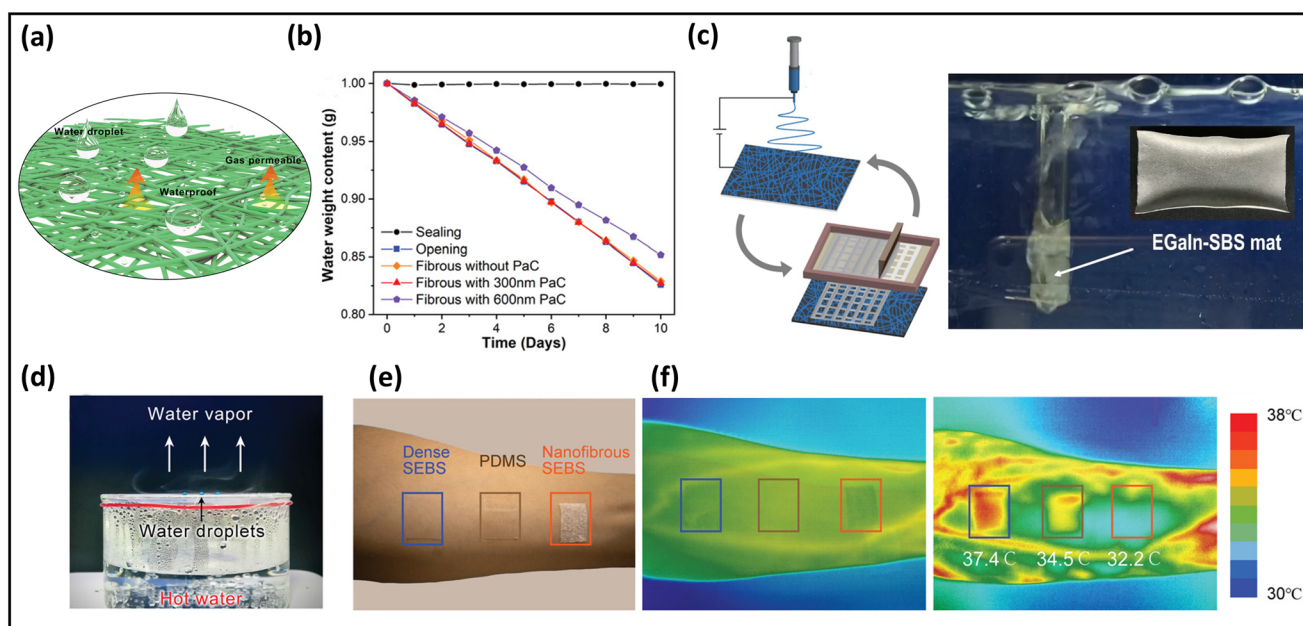 (a)
Water droplet
Gas permeable
Waterproof
(b)
Water weight content (g)
1.00
0.95
0.90
0.85
0.80
Sealing
Opening
Fibrous without PaC
Fibrous with 300nm PaC
Fibrous with 600nm PaC
0 2 4 6 8 10
Time (Days)
(c)
EGaIn-SBS mat
(d)
Water vapor
Water droplets
Hot water
(e)
Dense
SEBS
PDMS
Nanofibrous
SEBS
(f)
37.4 C 34.5 C 32.2 C
38℃
30℃